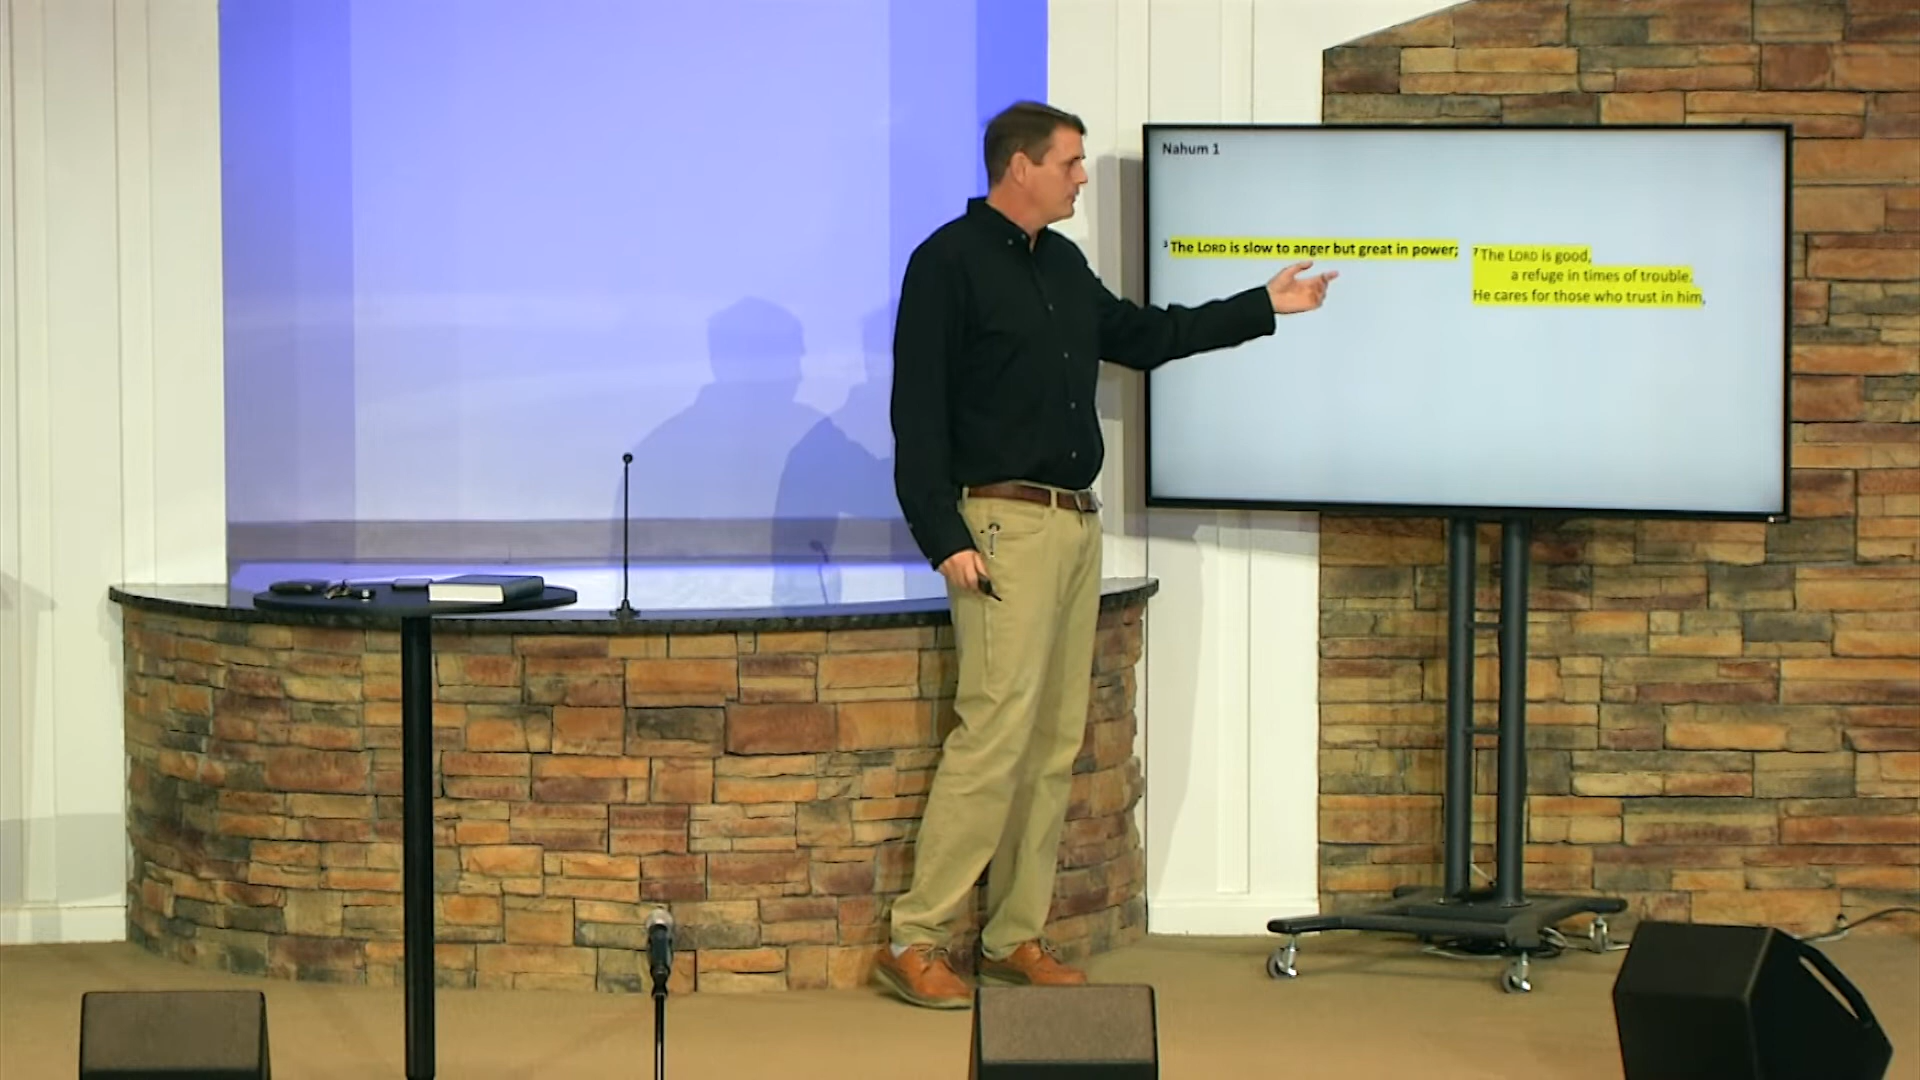 Nahum 1
³ The LORD is slow to anger but great in power;
⁷ The LORD is good,
a refuge in times of trouble.
He cares for those who trust in him,